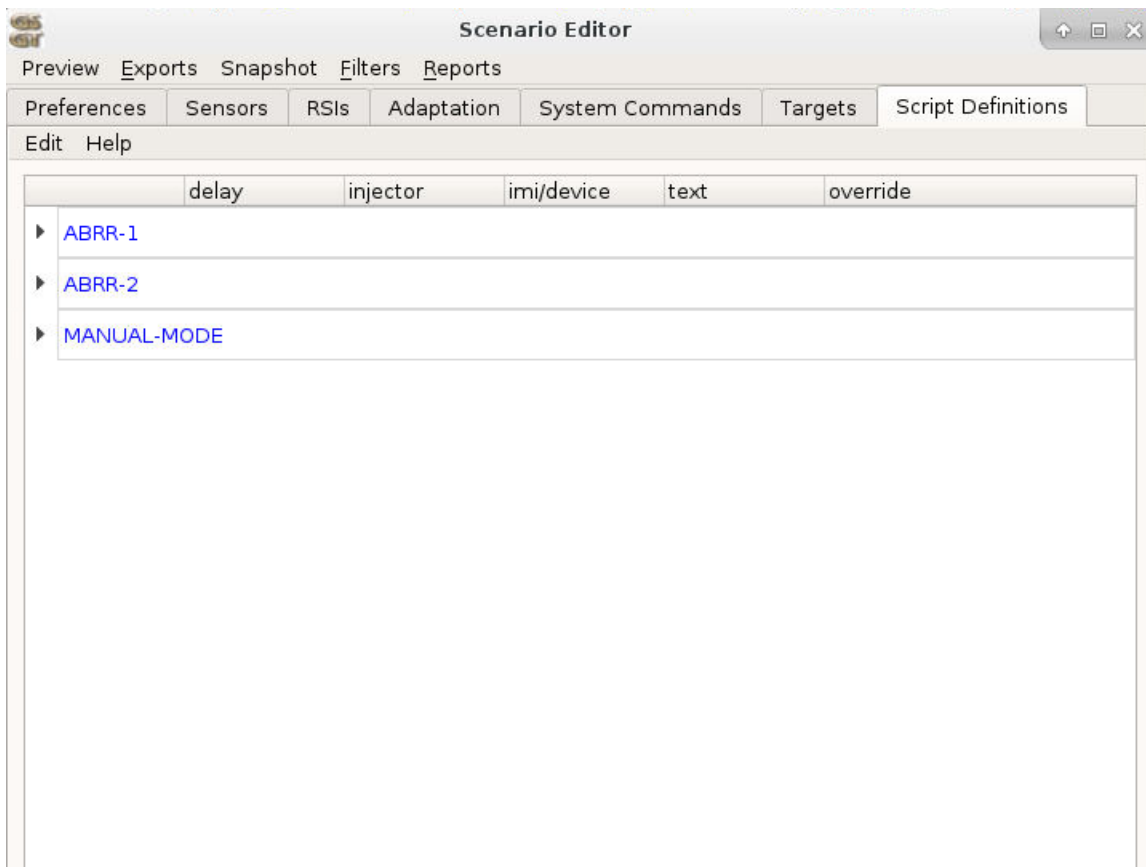 Scenario Editor
Preview Exports Snapshot Filters Reports
Preferences Sensors RSIs Adaptation System Commands Targets Script Definitions
Edit Help
delay injector imi/device text override
ABRR-1
ABRR-2
MANUAL-MODE